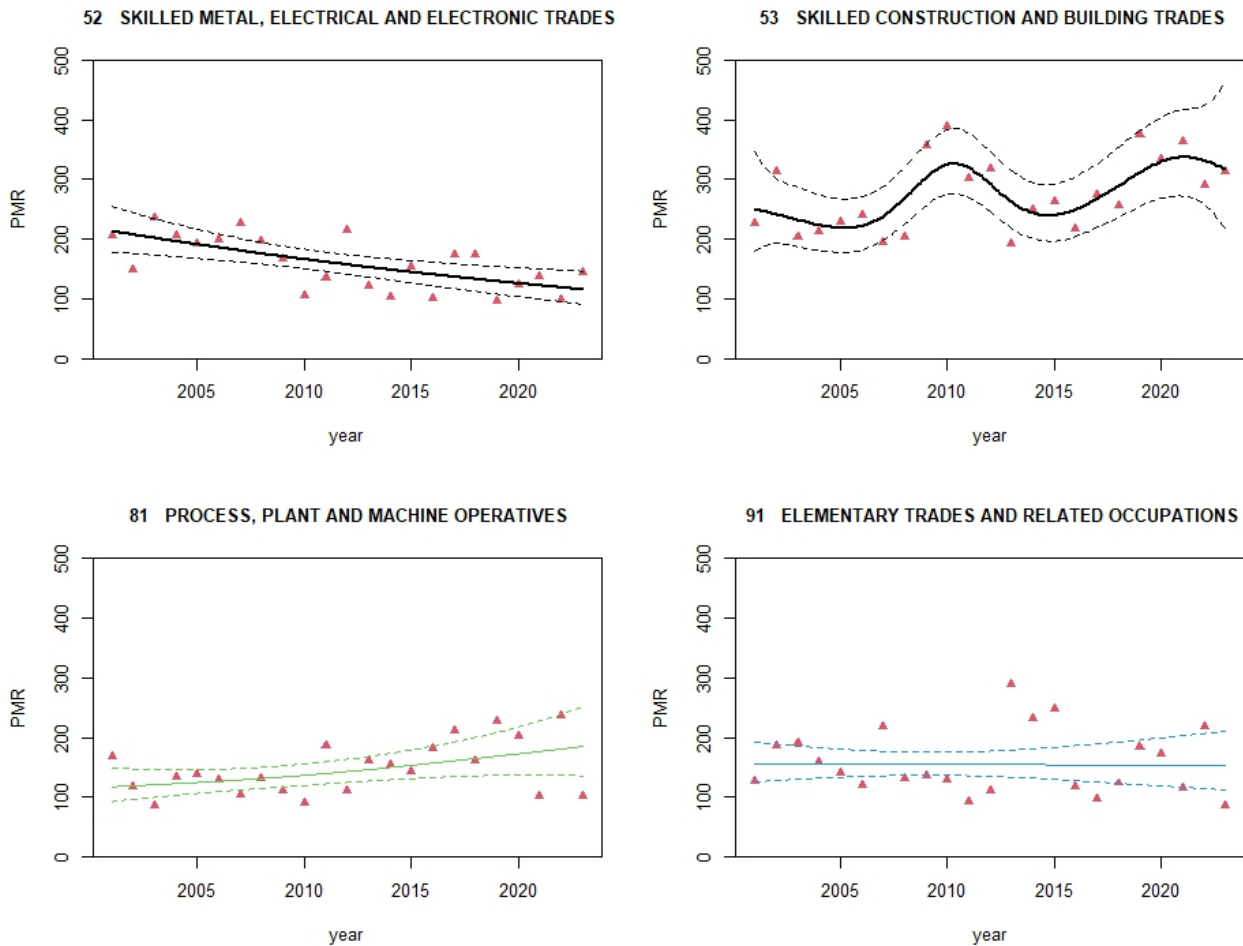 52 SKILLED METAL, ELECTRICAL AND ELECTRONIC TRADES
500
400
300
200
100
0
PMR
2005 2010 2015 2020
year
53 SKILLED CONSTRUCTION AND BUILDING TRADES
500
400
300
200
100
0
PMR
2005 2010 2015 2020
year
81 PROCESS, PLANT AND MACHINE OPERATIVES
500
400
300
200
100
0
PMR
2005 2010 2015 2020
year
91 ELEMENTARY TRADES AND RELATED OCCUPATIONS
500
400
300
200
100
0
PMR
2005 2010 2015 2020
year